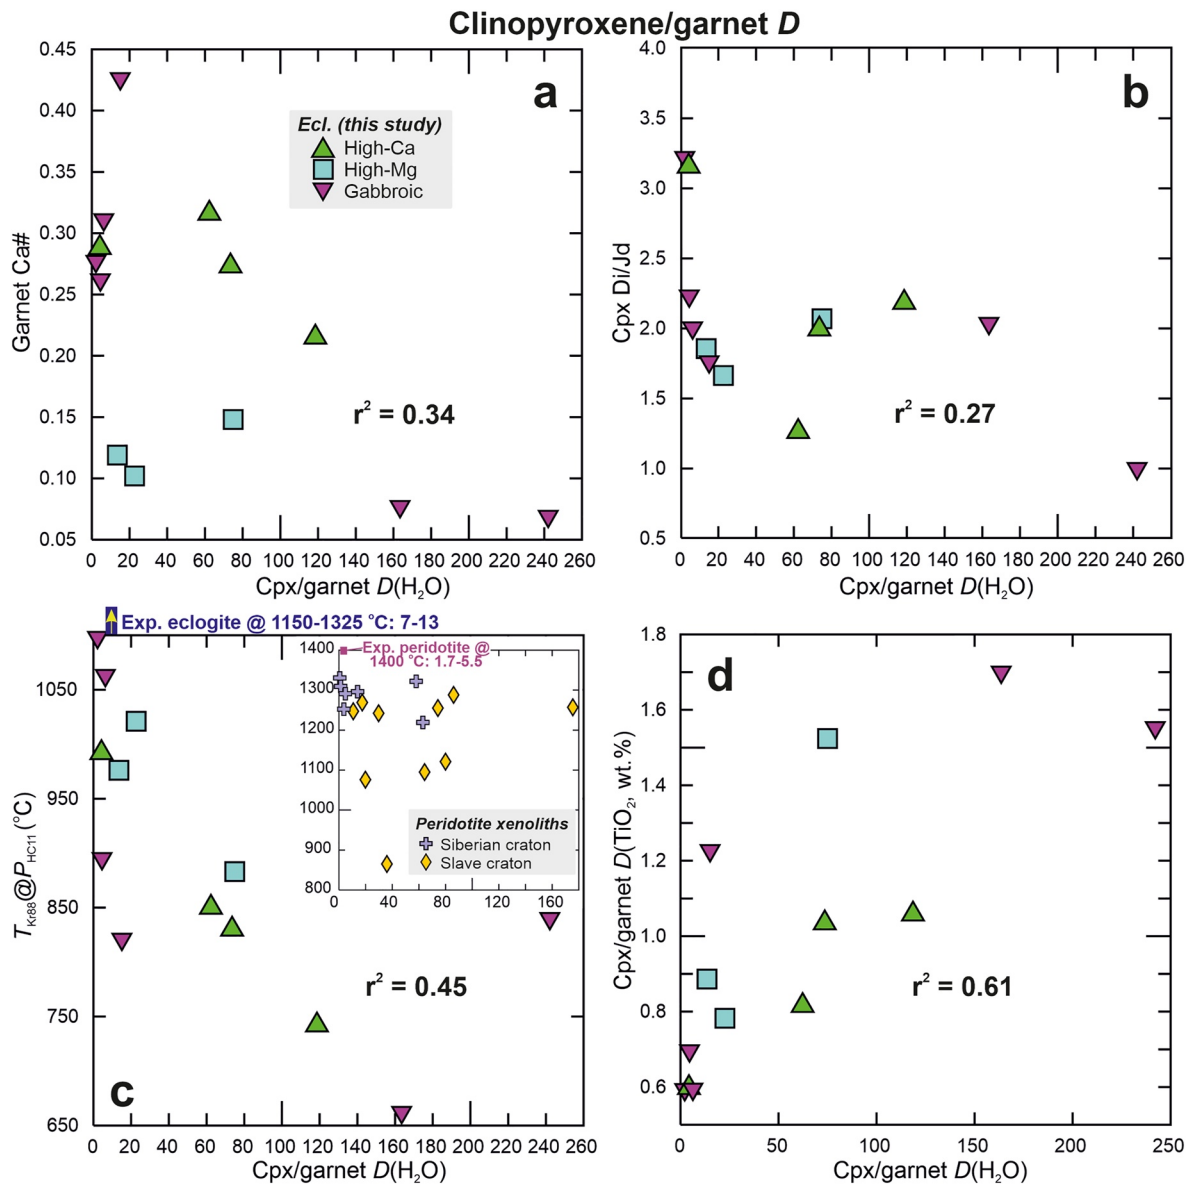 Clinopyroxene/garnet D
a
Ecl. (this study)
High-Ca
High-Mg
Gabbroic
r² = 0.34
0.45
0.40
0.35
0.30
0.25
0.20
0.15
0.10
0.05
Garnet Ca#
0 20 40 60 80 100 120 140 160 180 200 220 240 260
Cpx/garnet D(H₂O)
b
r² = 0.27
4.0
3.5
3.0
2.5
2.0
1.5
1.0
0.5
Cpx Di/Jd
0 20 40 60 80 100 120 140 160 180 200 220 240 260
Cpx/garnet D(H₂O)
Exp. eclogite @ 1150-1325 °C: 7-13
1050
950
850
750
650
T Kr88@P HC11 (°C)
Exp. peridotite @
1400 °C: 1.7-5.5
1400
1300
1200
1100
1000
900
800
0 40 80 120 160
Peridotite xenoliths
Siberian craton
Slave craton
r² = 0.45
c
0 20 40 60 80 100 120 140 160 180 200 220 240 260
Cpx/garnet D(H₂O)
d
r² = 0.61
1.8
1.6
1.4
1.2
1.0
0.8
0.6
Cpx/garnet D(TiO₂, wt.%)
0 50 100 150 200 250
Cpx/garnet D(H₂O)